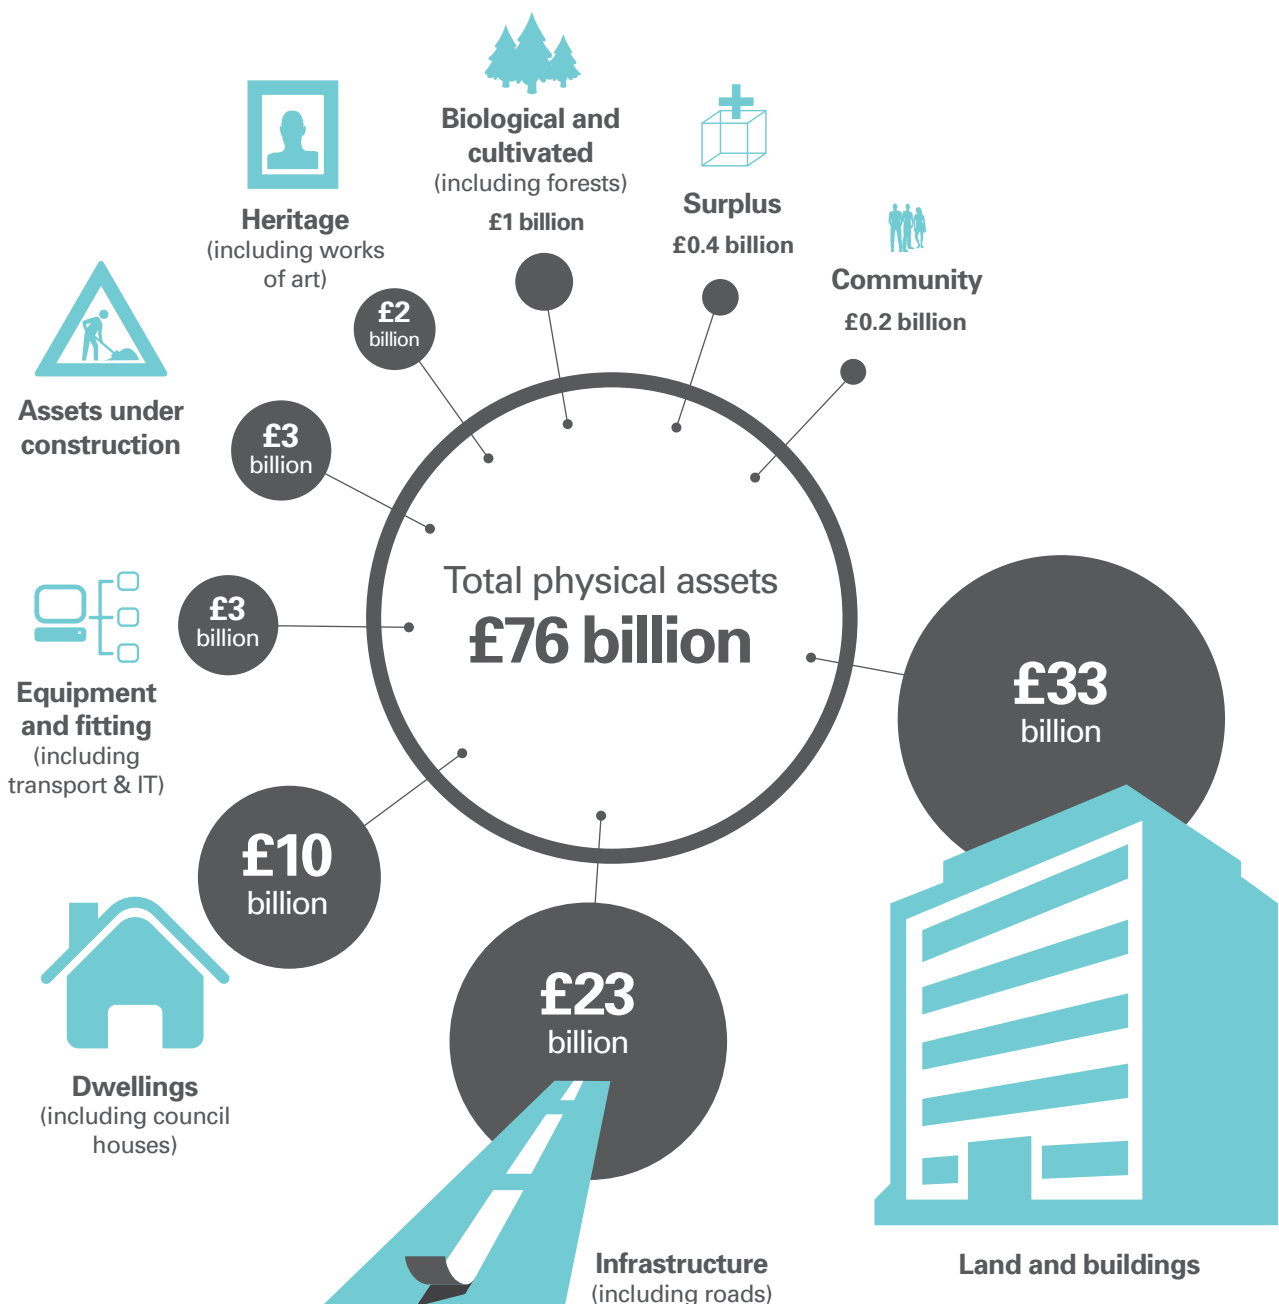 Biological and
cultivated
(including forests)
£1 billion
Surplus
£0.4 billion
Community
£0.2 billion
Heritage
(including works
of art)
£2
billion
Assets under
construction
£3
billion
Equipment
and fitting
(including
transport & IT)
£3
billion
Total physical assets
£76 billion
£33
billion
Land and buildings
£10
billion
Dwellings
(including council
houses)
£23
billion
Infrastructure
(including roads)